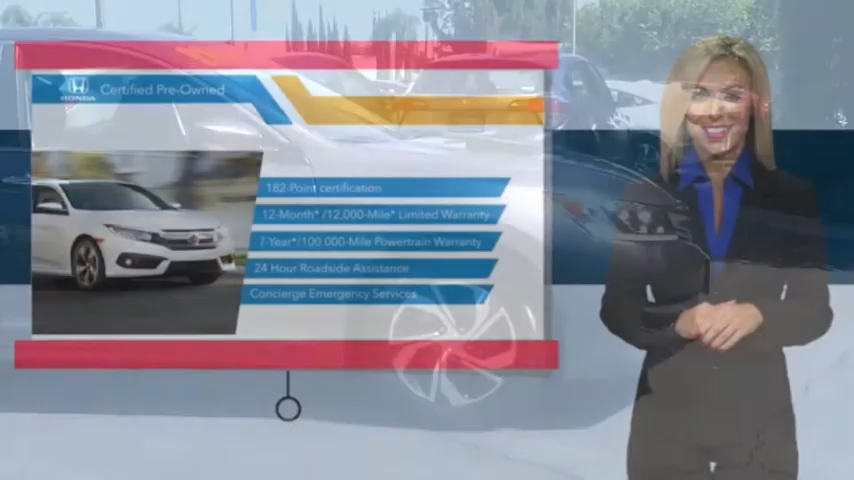 HONDA
Certified Pre-Owned
182-Point certification
12-Month* /12,000-Mile* Limited Warranty
7-Year*/100,000-Mile Powertrain Warranty
24 Hour Roadside Assistance
Concierge Emergency Services